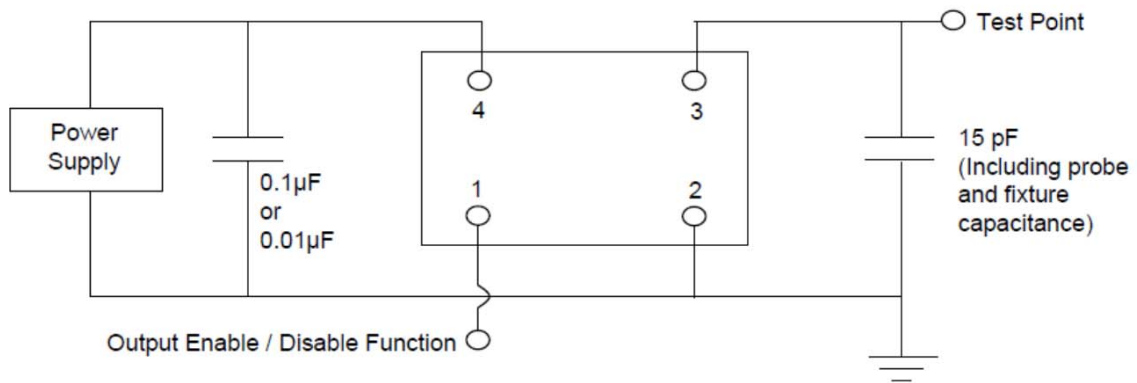 Test Point
Power
Supply
4
3
1
2
0.1µF
or
0.01µF
15 pF
(Including probe
and fixture
capacitance)
Output Enable / Disable Function